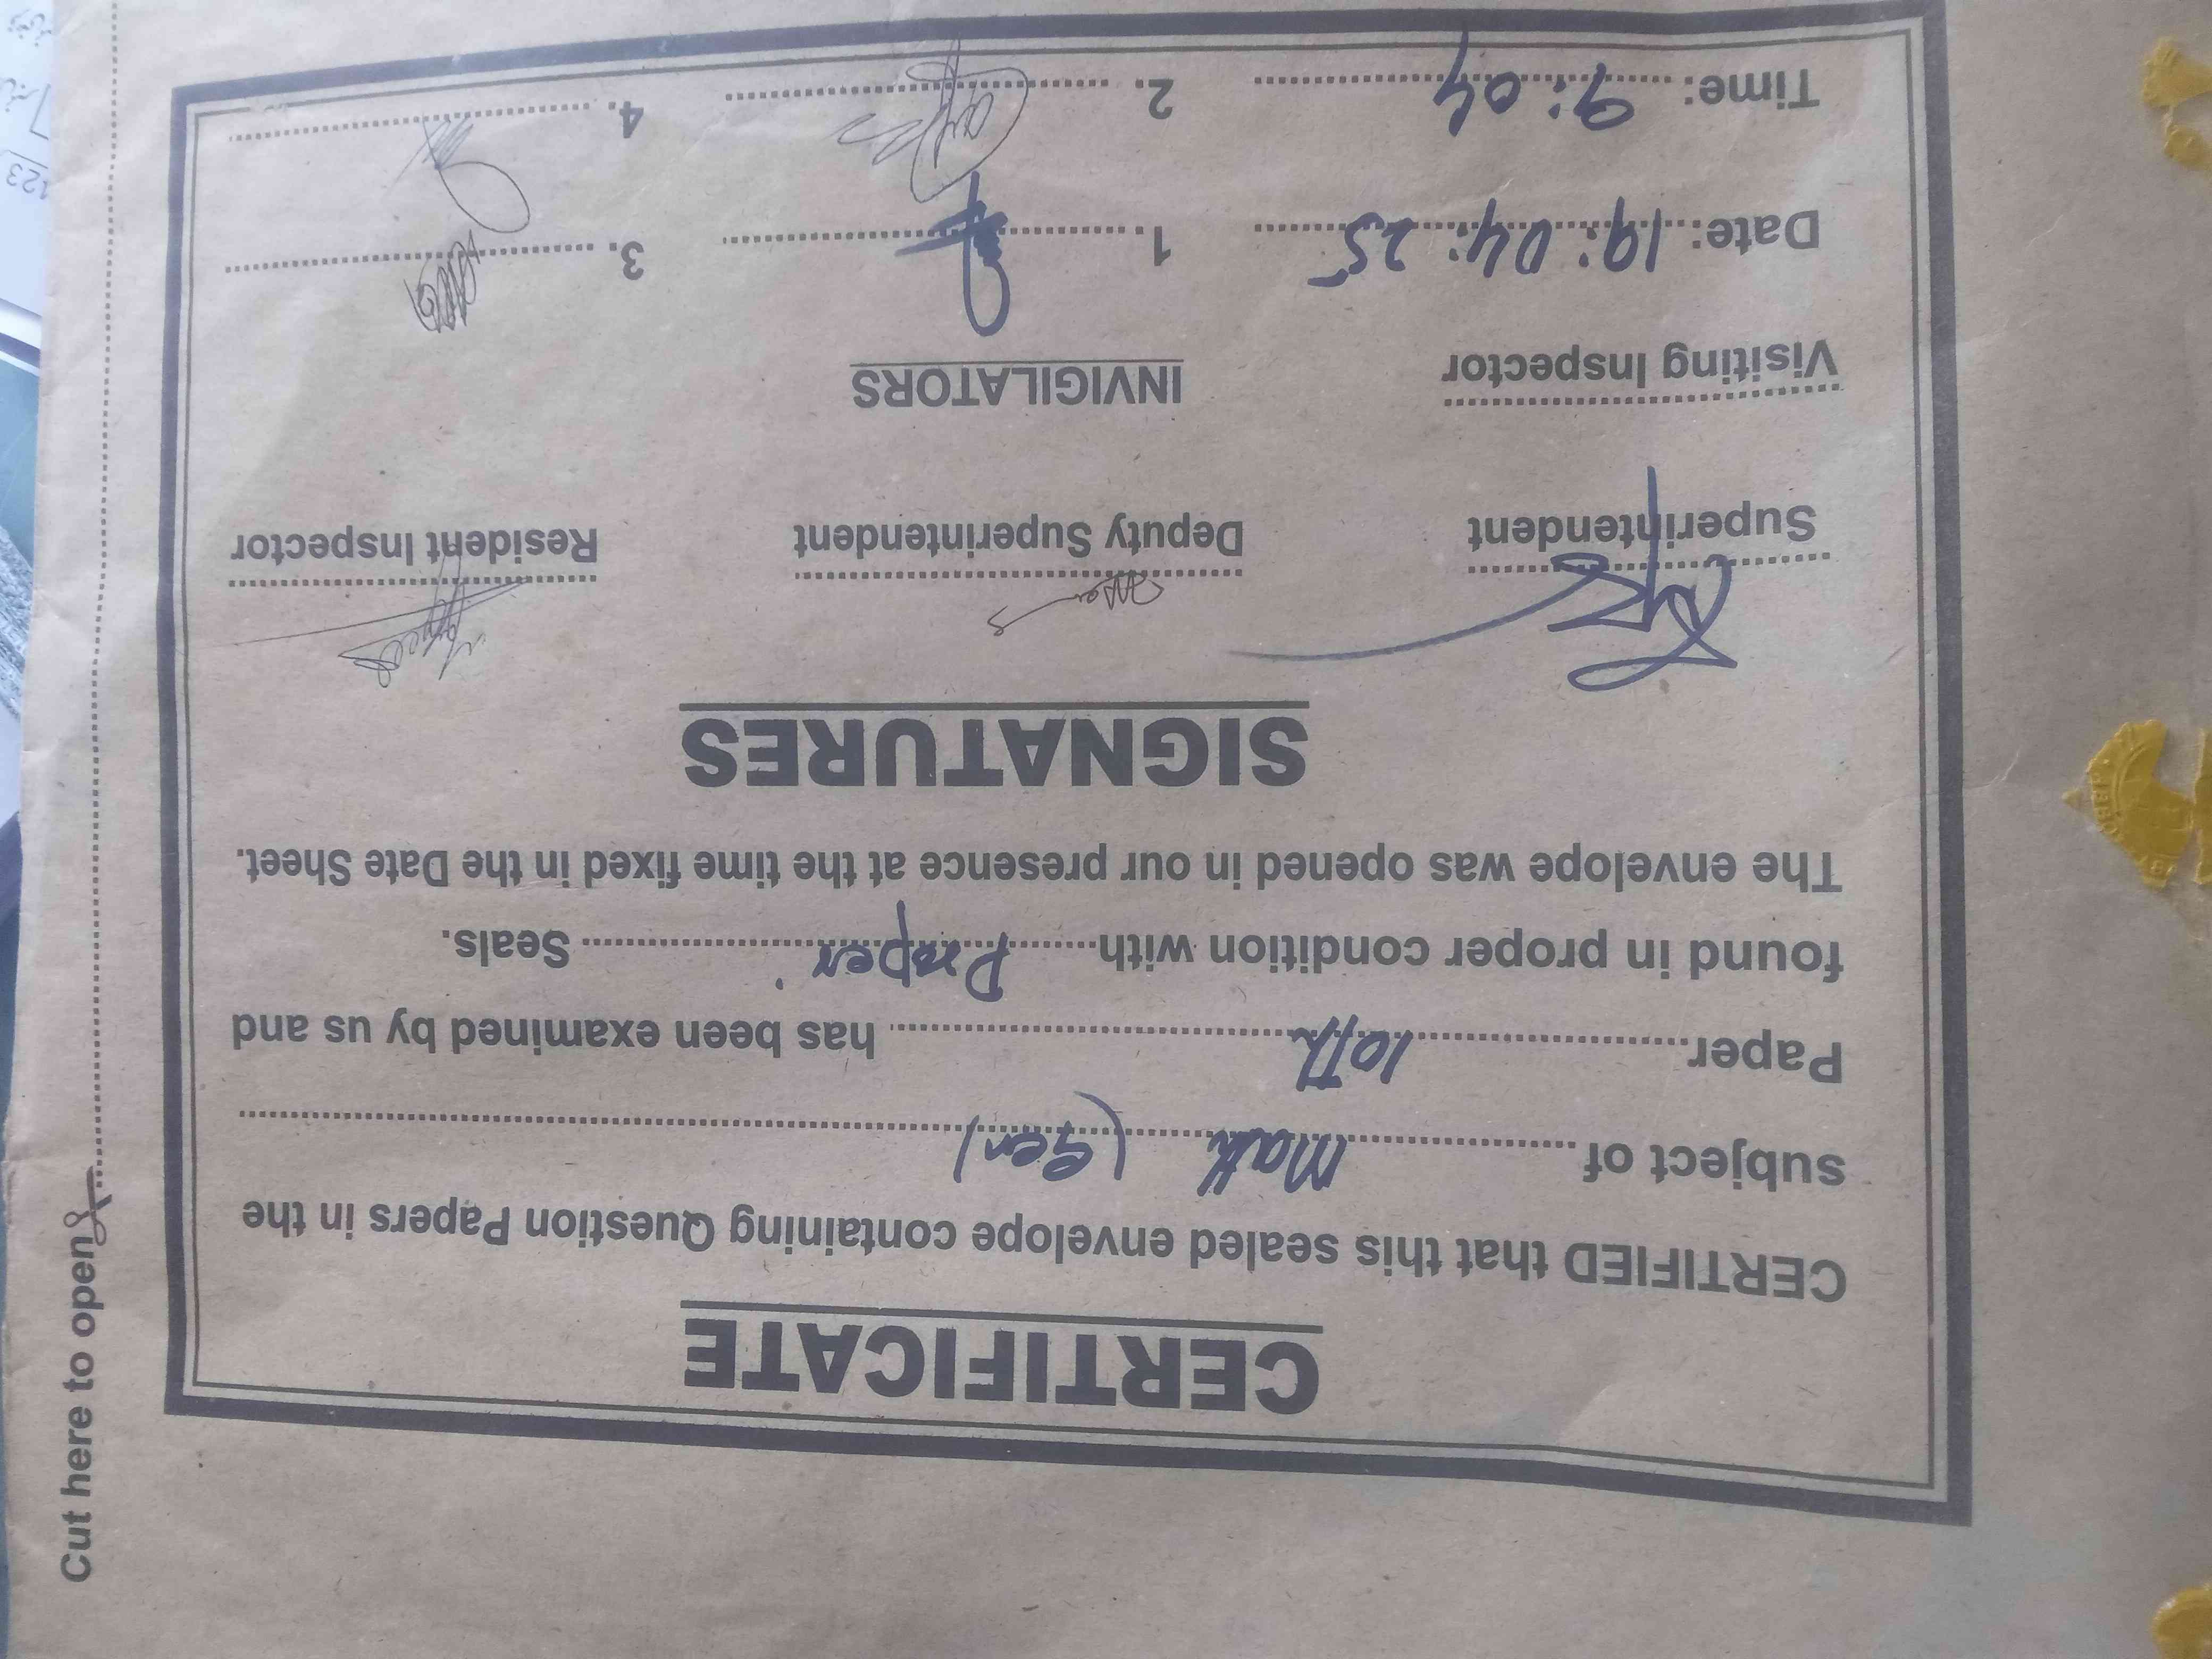 CERTIFICATE
CERTIFIED that this sealed envelope containing Question Papers in the
subject of Math (Gen)
Paper 10th has been examined by us and
found in proper condition with Proper Seals.
The envelope was opened in our presence at the time fixed in the Date Sheet.
SIGNATURES
Superintendent Deputy Superintendent Resident Inspector
Visiting Inspector INVIGILATORS
Date: 19:04:25 1. 3.
Time: 9:04 2. 4.
Cut here to open